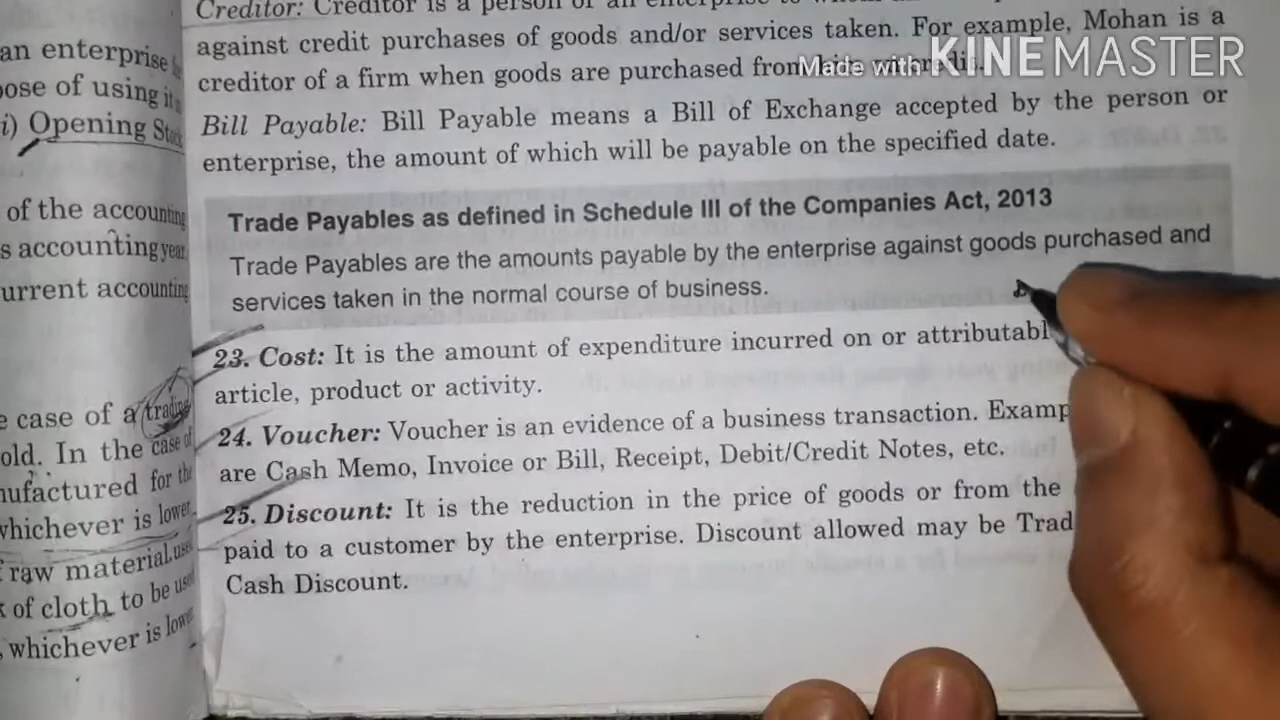 an enterprise
ose of using it
i) Opening Stock
of the accounting
s accounting year
urrent accounting
e case of a trading
old. In the case of
nufactured for the
whichever is lower
raw material use
k of cloth to be used
, whichever is lower
Creditor: Creditor is a person or an enterprise to
against credit purchases of goods and/or services taken. For example, Mohan is a
creditor of a firm when goods are purchased from
Bill Payable: Bill Payable means a Bill of Exchange accepted by the person or
enterprise, the amount of which will be payable on the specified date.
Trade Payables as defined in Schedule III of the Companies Act, 2013
Trade Payables are the amounts payable by the enterprise against goods purchased and
services taken in the normal course of business.
23. Cost: It is the amount of expenditure incurred on or attributabl
article, product or activity.
24. Voucher: Voucher is an evidence of a business transaction. Examp
are Cash Memo, Invoice or Bill, Receipt, Debit/Credit Notes, etc.
25. Discount: It is the reduction in the price of goods or from the
paid to a customer by the enterprise. Discount allowed may be Trad
Cash Discount.
Made with KINEMASTER